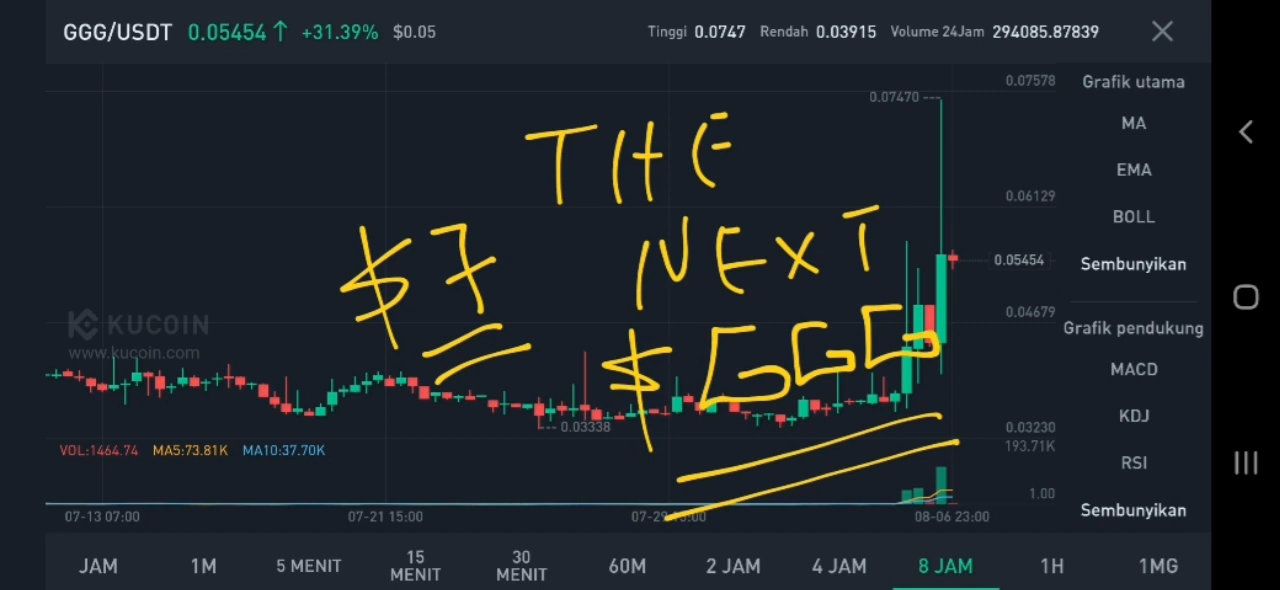 GGG/USDT 0.05454 ↑ +31.39% $0.05 Tinggi 0.0747 Rendah 0.03915 Volume 24Jam 294085.87839
0.07578
Grafik utama
0.07470
MA
THE
EMA
0.06129
BOLL
$7
NEXT
0.05454
Sembunyikan
$GGG
0.04679
KUCOIN
www.kucoin.com
Grafik pendukung
MACD
KDJ
0.03338
0.03230
193.71K
VOL:1464.74 MA5:73.81K MA10:37.70K
RSI
1.00
Sembunyikan
07-13 07:00 07-21 15:00 07-29 :00 08-06 23:00
JAM 1M 5 MENIT 15 MENIT 30 MENIT 60M 2 JAM 4 JAM 8 JAM 1H 1MG